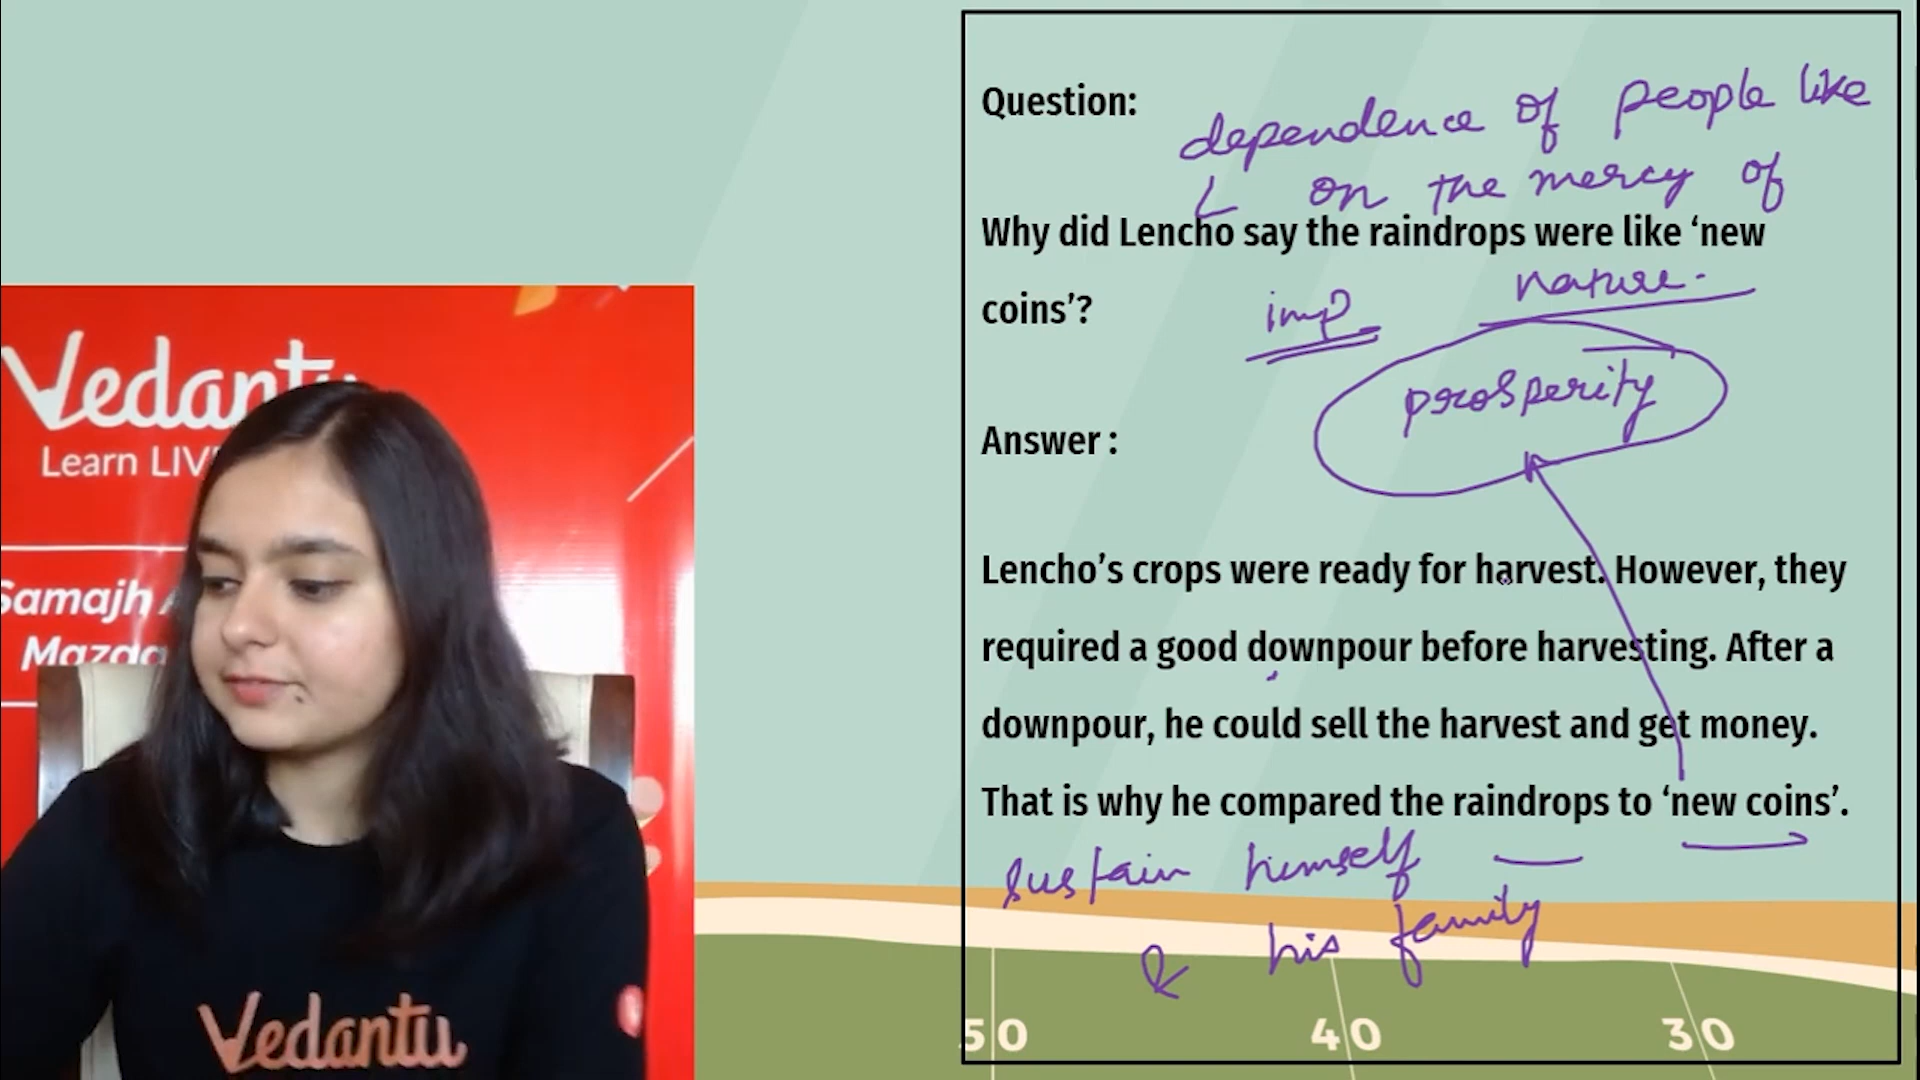 Vedantu
Learn LIV
Samajh A
Mazaa
Vedantu
Question:
dependence of people like
L on the mercy of
Why did Lencho say the raindrops were like ‘new
nature.
coins’?
imp
prosperity
Answer :
Lencho’s crops were ready for harvest. However, they
required a good downpour before harvesting. After a
downpour, he could sell the harvest and get money.
That is why he compared the raindrops to ‘new coins’.
sustain himself
& his family
50 40 30